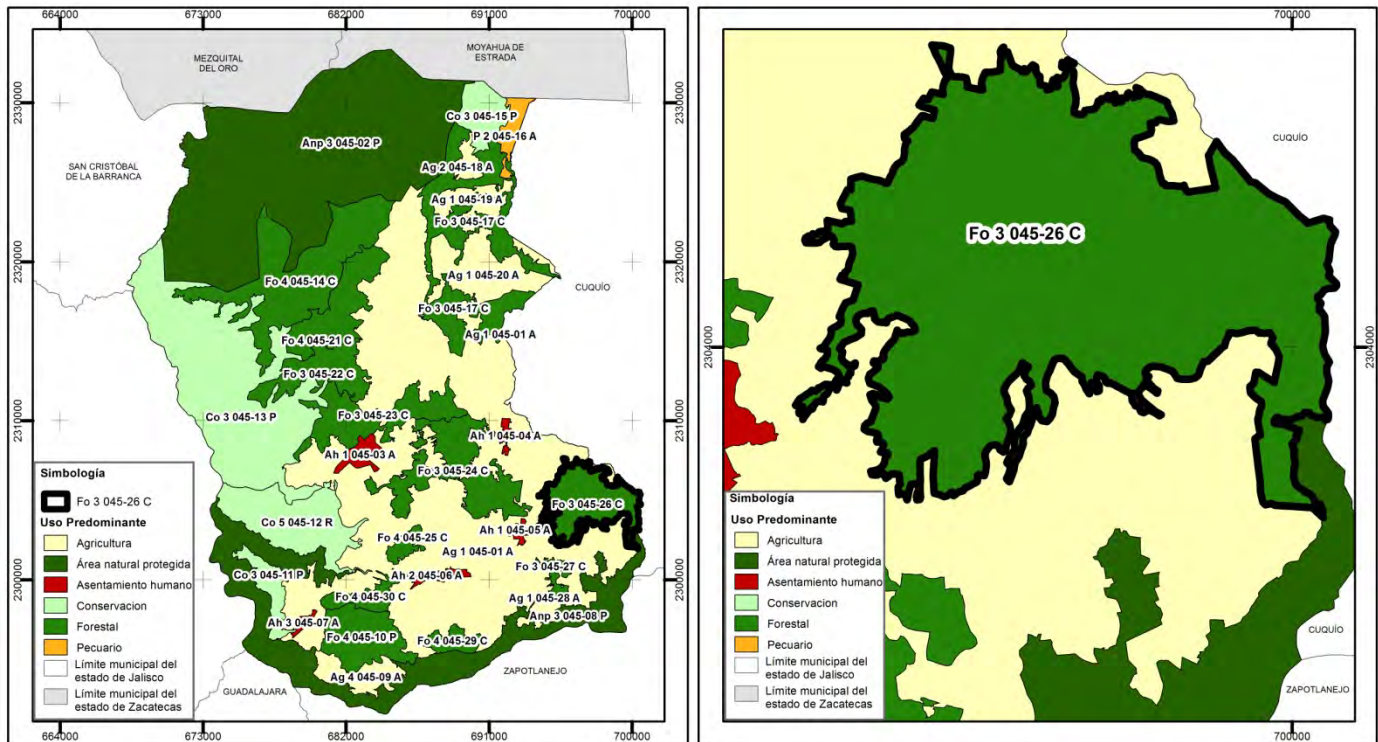 664000
673000
682000
691000
700000
MEZQUITAL
DEL ORO
MOYAHUA DE
ESTRADA
2330000
2330000
Co 3 045-15 P
P 2 045-16 A
Anp 3 045-02 P
SAN CRISTÓBAL
DE LA BARRANCA
Ag 2 045-18 A
Ag 1 045-19 A
Fo 3 045-17 C
2320000
2320000
Fo 4 045-14 C
Ag 1 045-20 A
CUQUÍO
Fo 3 045-17 C
Ag 1 045-01 A
Fo 4 045-21 C
Fo 3 045-22 C
Co 3 045-13 P
Fo 3 045-23 C
2310000
2310000
Ah 1 045-04 A
Ah 1 045-03 A
Fo 3 045-24 C
Fo 3 045-26 C
Co 5 045-12 R
Ah 1 045-05 A
Fo 4 045-25 C
Ag 1 045-01 A
Fo 3 045-27 C
2300000
Co 3 045-11 P
Ah 2 045-06 A
Fo 4 045-30 C
Ag 1 045-28 A
Anp 3 045-08 P
Ah 3 045-07 A
Fo 4 045-10 P
Fo 4 045-29 C
ZAPOTLANEJO
Ag 4 045-09 A
GUADALAJARA
Simbología
Fo 3 045-26 C
Uso Predominante
Agricultura
Área natural protegida
Asentamiento humano
Conservacion
Forestal
Pecuario
Límite municipal del
estado de Jalisco
Límite municipal del
estado de Zacatecas
664000
673000
682000
691000
700000
700000
CUQUÍO
Fo 3 045-26 C
2304000
2304000
CUQUÍO
ZAPOTLANEJO
Simbología
Uso Predominante
Agricultura
Área natural protegida
Asentamiento humano
Conservacion
Forestal
Pecuario
Límite municipal del
estado de Jalisco
Límite municipal del
estado de Zacatecas
700000